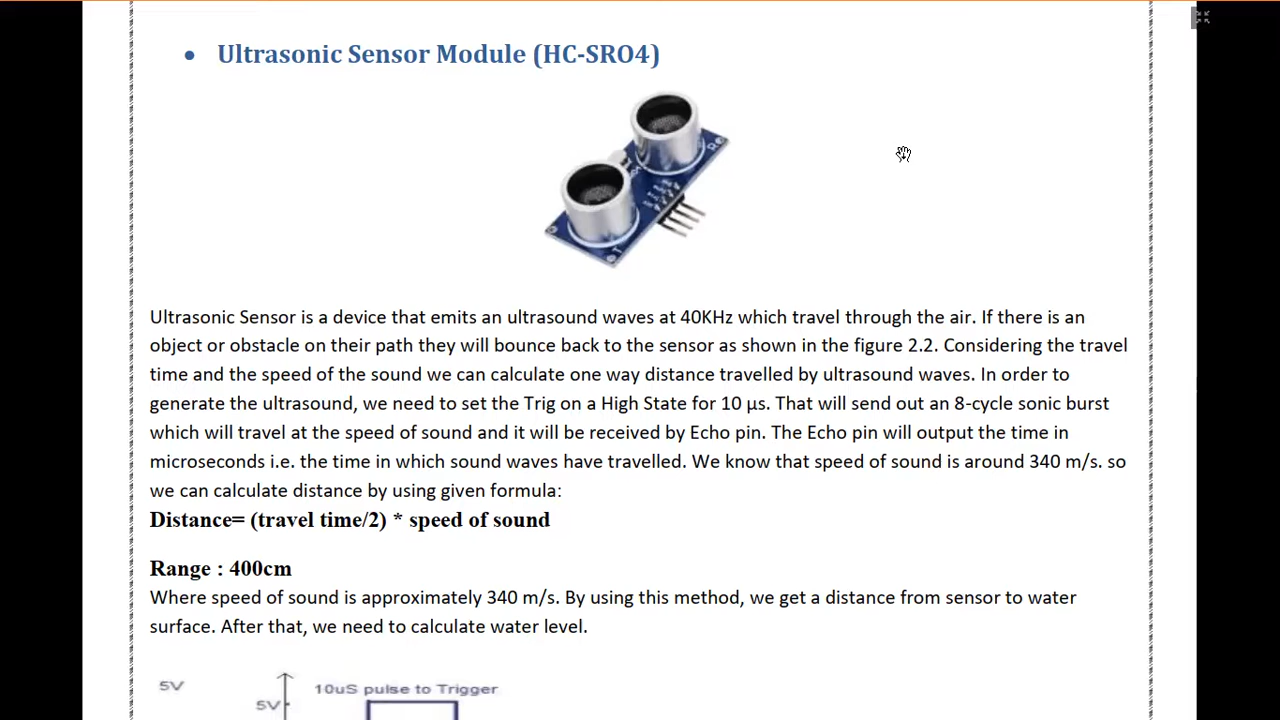 Ultrasonic Sensor Module (HC-SRO4)
Ultrasonic Sensor is a device that emits an ultrasound waves at 40KHz which travel through the air. If there is an
object or obstacle on their path they will bounce back to the sensor as shown in the figure 2.2. Considering the travel
time and the speed of the sound we can calculate one way distance travelled by ultrasound waves. In order to
generate the ultrasound, we need to set the Trig on a High State for 10 μs. That will send out an 8-cycle sonic burst
which will travel at the speed of sound and it will be received by Echo pin. The Echo pin will output the time in
microseconds i.e. the time in which sound waves have travelled. We know that speed of sound is around 340 m/s. so
we can calculate distance by using given formula:
Distance= (travel time/2) * speed of sound
Range : 400cm
Where speed of sound is approximately 340 m/s. By using this method, we get a distance from sensor to water
surface. After that, we need to calculate water level.
5V
10uS pulse to Trigger
5V